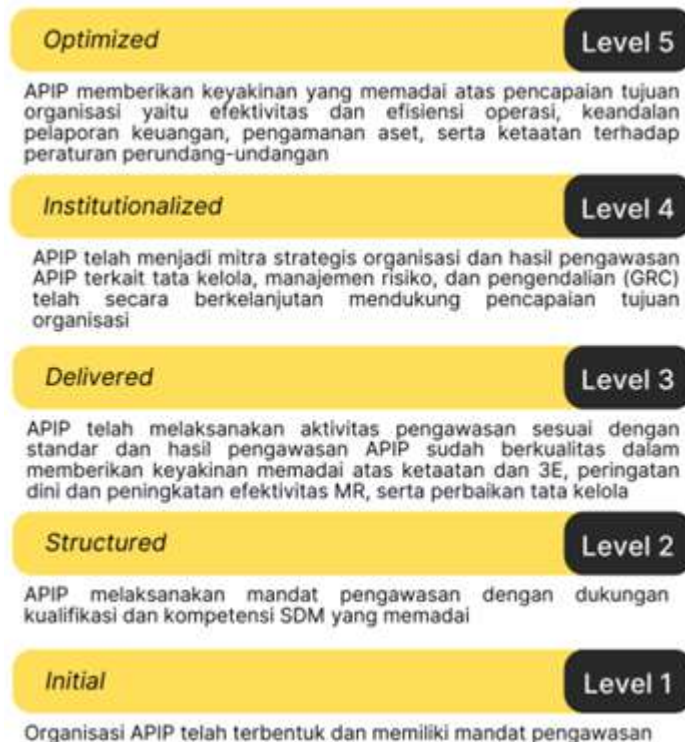 Optimized Level 5
APIP memberikan keyakinan yang memadai atas pencapaian tujuan
organisasi yaitu efektivitas dan efisiensi operasi, keandalan
pelaporan keuangan, pengamanan aset, serta ketaatan terhadap
peraturan perundang-undangan
Institutionalized Level 4
APIP telah menjadi mitra strategis organisasi dan hasil pengawasan
APIP terkait tata kelola, manajemen risiko, dan pengendalian (GRC)
telah secara berkelanjutan mendukung pencapaian tujuan
organisasi
Delivered Level 3
APIP telah melaksanakan aktivitas pengawasan sesuai dengan
standar dan hasil pengawasan APIP sudah berkualitas dalam
memberikan keyakinan memadai atas ketaatan dan 3E, peringatan
dini dan peningkatan efektivitas MR, serta perbaikan tata kelola
Structured Level 2
APIP melaksanakan mandat pengawasan dengan dukungan
kualifikasi dan kompetensi SDM yang memadai
Initial Level 1
Organisasi APIP telah terbentuk dan memiliki mandat pengawasan